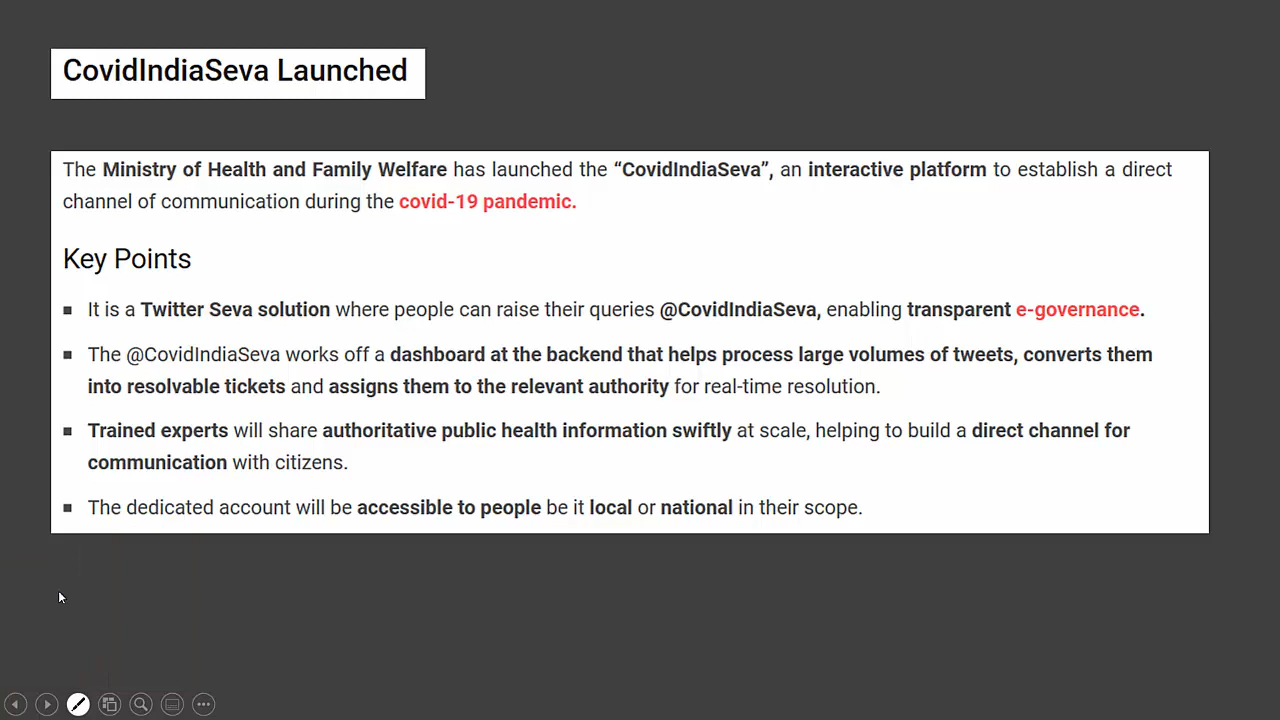 CovidIndiaSeva Launched
The Ministry of Health and Family Welfare has launched the “CovidIndiaSeva”, an interactive platform to establish a direct
channel of communication during the covid-19 pandemic.
Key Points
▪ It is a Twitter Seva solution where people can raise their queries @CovidIndiaSeva, enabling transparent e-governance.
▪ The @CovidIndiaSeva works off a dashboard at the backend that helps process large volumes of tweets, converts them
into resolvable tickets and assigns them to the relevant authority for real-time resolution.
▪ Trained experts will share authoritative public health information swiftly at scale, helping to build a direct channel for
communication with citizens.
▪ The dedicated account will be accessible to people be it local or national in their scope.